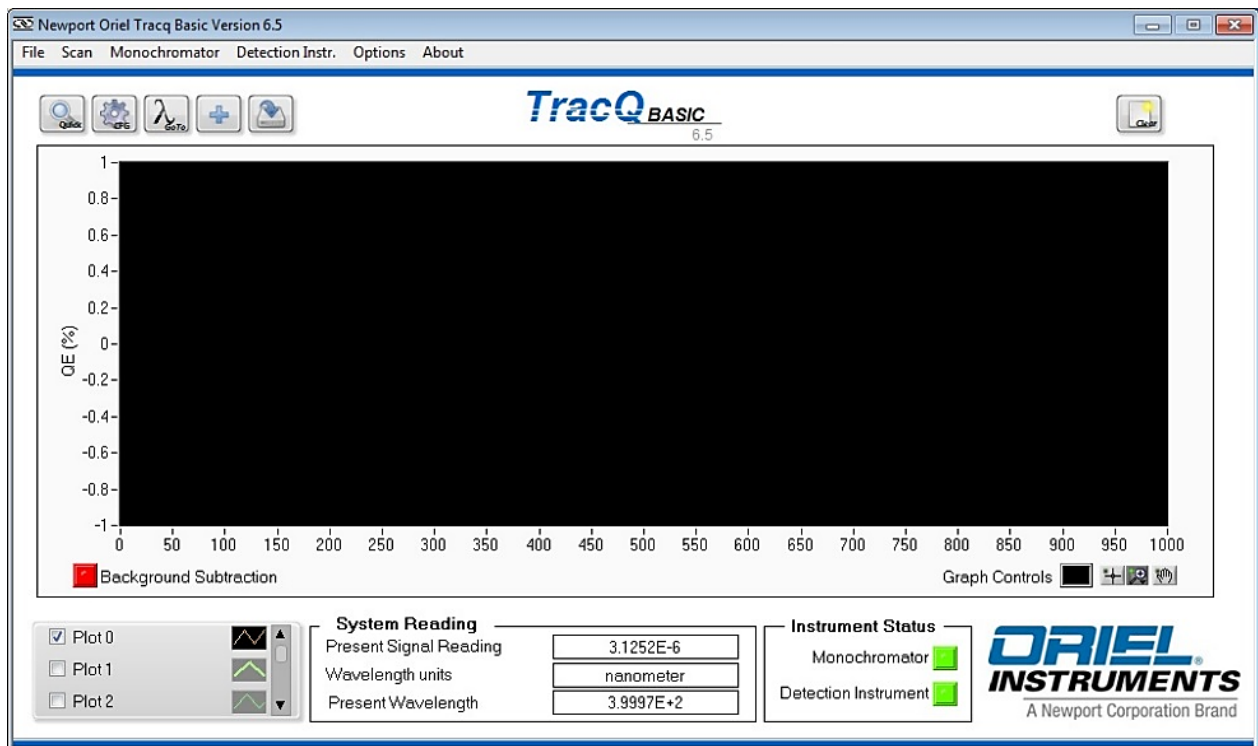 Newport Oriel Tracq Basic Version 6.5
File Scan Monochromator Detection Instr. Options About
Quick CFG GoTo
TracQ BASIC
6.5
Clear
QE (%)
1
0.8
0.6
0.4
0.2
0
-0.2
-0.4
-0.6
-0.8
-1
0 50 100 150 200 250 300 350 400 450 500 550 600 650 700 750 800 850 900 950 1000
Background Subtraction
Graph Controls
Plot 0
Plot 1
Plot 2
System Reading
Present Signal Reading 3.1252E-6
Wavelength units nanometer
Present Wavelength 3.9997E+2
Instrument Status
Monochromator
Detection Instrument
ORIEL®
INSTRUMENTS
A Newport Corporation Brand